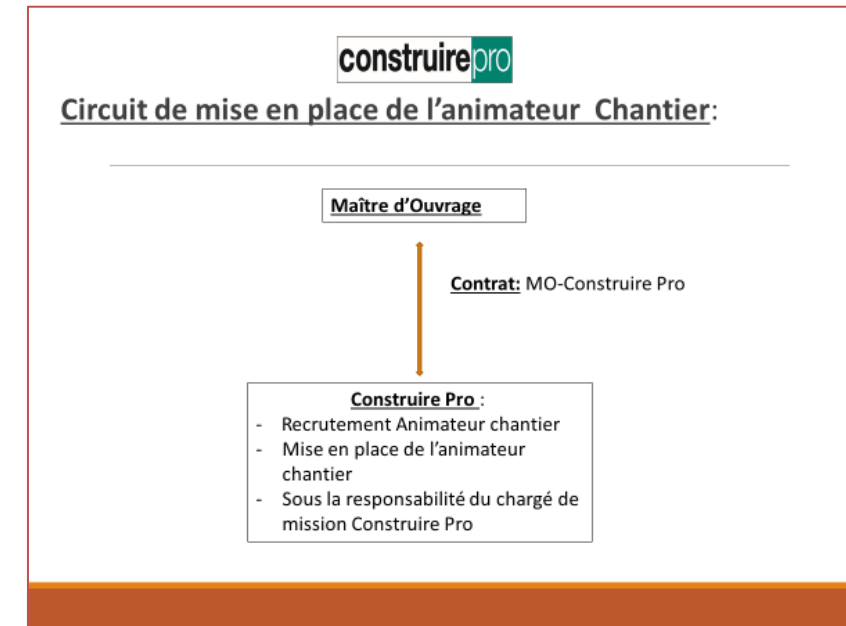 construirepro
Circuit de mise en place de l’animateur  Chantier:
Maître d’Ouvrage
Contrat: MO-Construire Pro
Construire Pro :
- Recrutement Animateur chantier
- Mise en place de l’animateur
chantier
- Sous la responsabilité du chargé de
mission Construire Pro